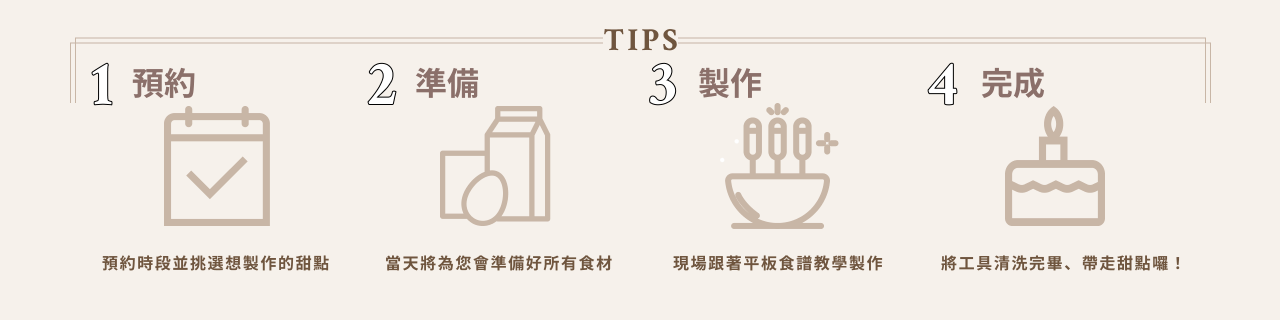 TIPS
1 預約
2 準備
3 製作
4 完成
預約時段並挑選想製作的甜點
當天將為您會準備好所有食材
現場跟著平板食譜教學製作
將工具清洗完畢、帶走甜點囉！